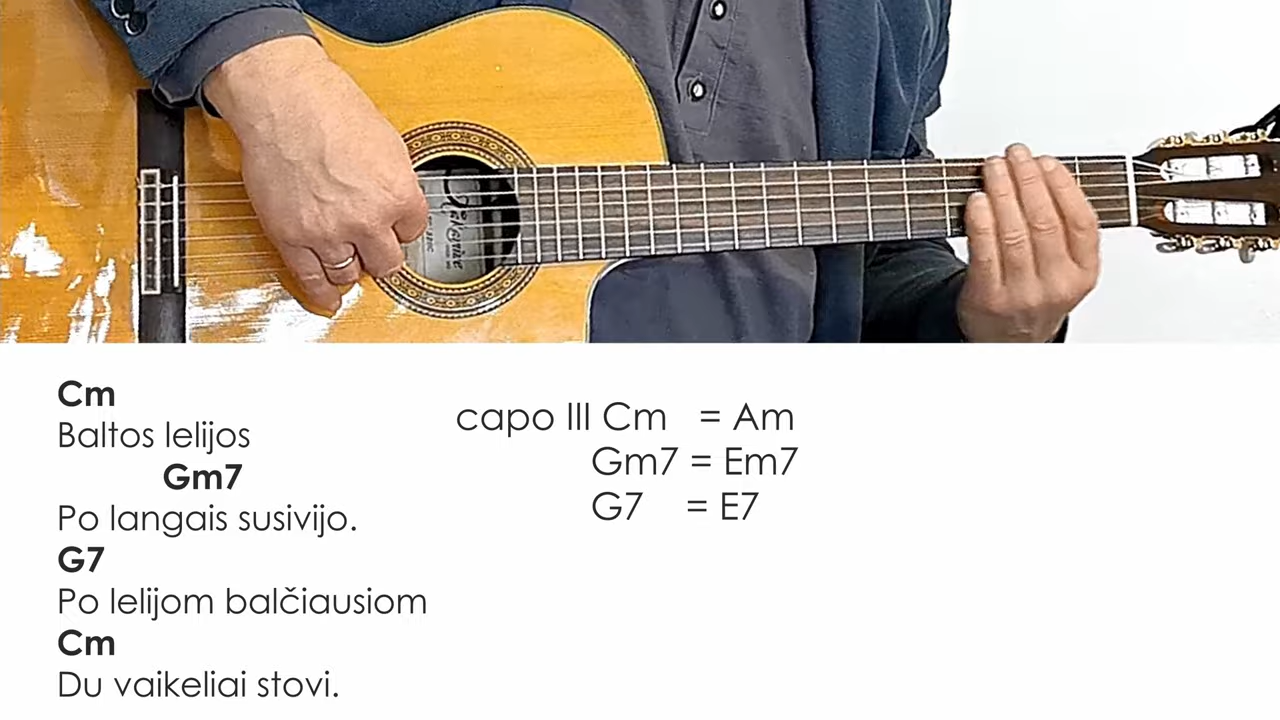 Cm
Baltos lelijos
Gm7
Po langais susivijo.
G7
Po lelijom balčiausiom
Cm
Du vaikeliai stovi.
capo III Cm = Am
Gm7 = Em7
G7 = E7